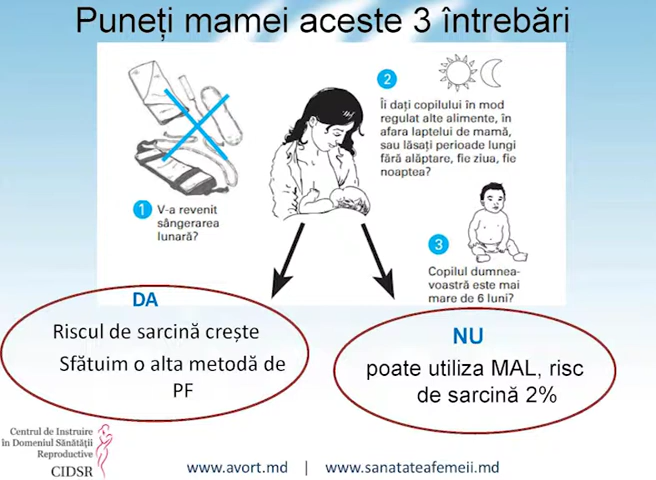 Puneți mamei aceste 3 întrebări
1 V-a revenit
sângerarea
lunară?
2
Îi dați copilului în mod
regulat alte alimente, în
afara laptelui de mamă,
sau lăsați perioade lungi
fără alăptare, fie ziua, fie
noaptea?
3
Copilul dumnea-
voastră este mai
mare de 6 luni?
DA
Riscul de sarcină crește
Sfătuim o alta metodă de
PF
NU
poate utiliza MAL, risc
de sarcină 2%
Centrul de Instruire
în Domeniul Sănătății
Reproductive
CIDSR
www.avort.md | www.sanatateafemeii.md